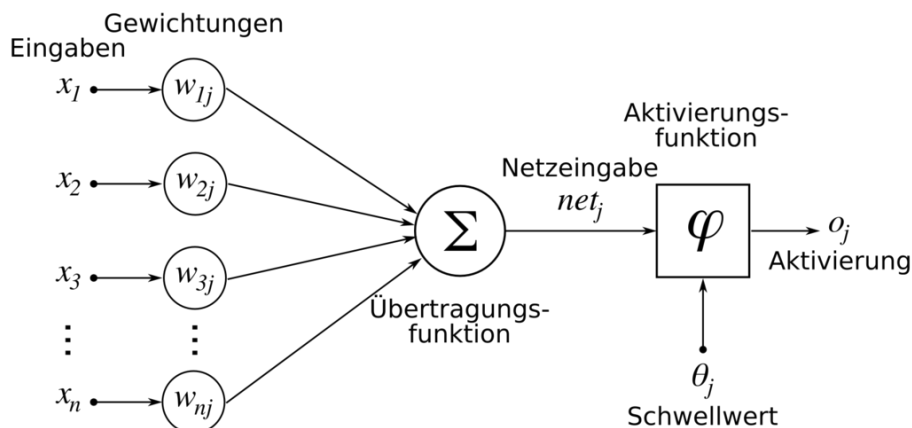 Eingaben
Gewichtungen
x1
w1j
x2
w2j
x3
w3j
⋮
⋮
xn
wnj
Σ
Übertragungs-
funktion
Netzeingabe
netj
Aktivierungs-
funktion
φ
oj
Aktivierung
θj
Schwellwert